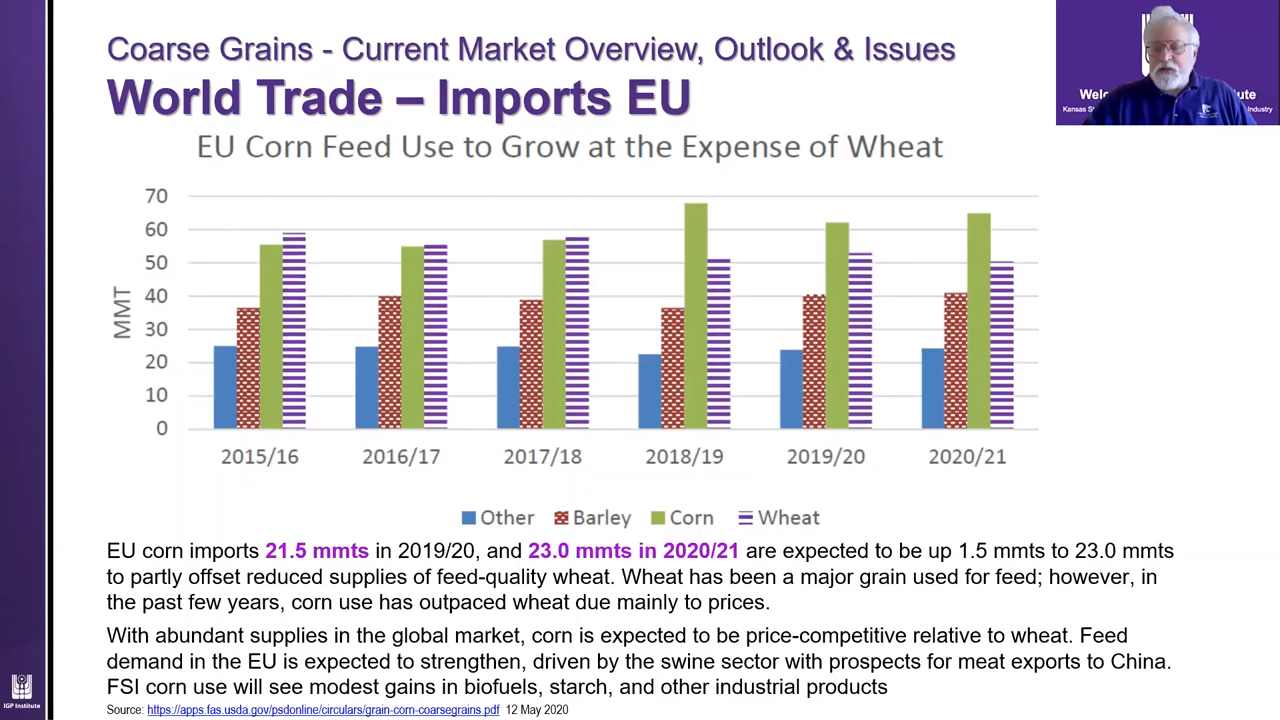 Coarse Grains - Current Market Overview, Outlook & Issues
World Trade – Imports EU
EU Corn Feed Use to Grow at the Expense of Wheat
70
60
50
40
30
20
10
0
MMT
2015/16 2016/17 2017/18 2018/19 2019/20 2020/21
Other Barley Corn Wheat
EU corn imports 21.5 mmts in 2019/20, and 23.0 mmts in 2020/21 are expected to be up 1.5 mmts to 23.0 mmts
to partly offset reduced supplies of feed-quality wheat. Wheat has been a major grain used for feed; however, in
the past few years, corn use has outpaced wheat due mainly to prices.
With abundant supplies in the global market, corn is expected to be price-competitive relative to wheat. Feed
demand in the EU is expected to strengthen, driven by the swine sector with prospects for meat exports to China.
FSI corn use will see modest gains in biofuels, starch, and other industrial products
Source: https://apps.fas.usda.gov/psdonline/circulars/grain-corn-coarsegrains.pdf 12 May 2020
IGP Institute
Kansas
Industry